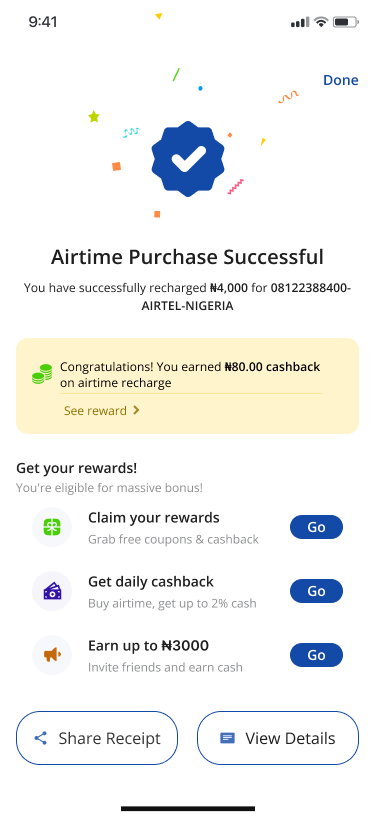 9:41
Done
Airtime Purchase Successful
You have successfully recharged ₦4,000 for 08122388400-
AIRTEL-NIGERIA
Congratulations! You earned ₦80.00 cashback
on airtime recharge
See reward
Get your rewards!
You're eligible for massive bonus!
Claim your rewards
Grab free coupons & cashback
Go
Get daily cashback
Buy airtime, get up to 2% cash
Go
Earn up to ₦3000
Invite friends and earn cash
Go
Share Receipt
View Details